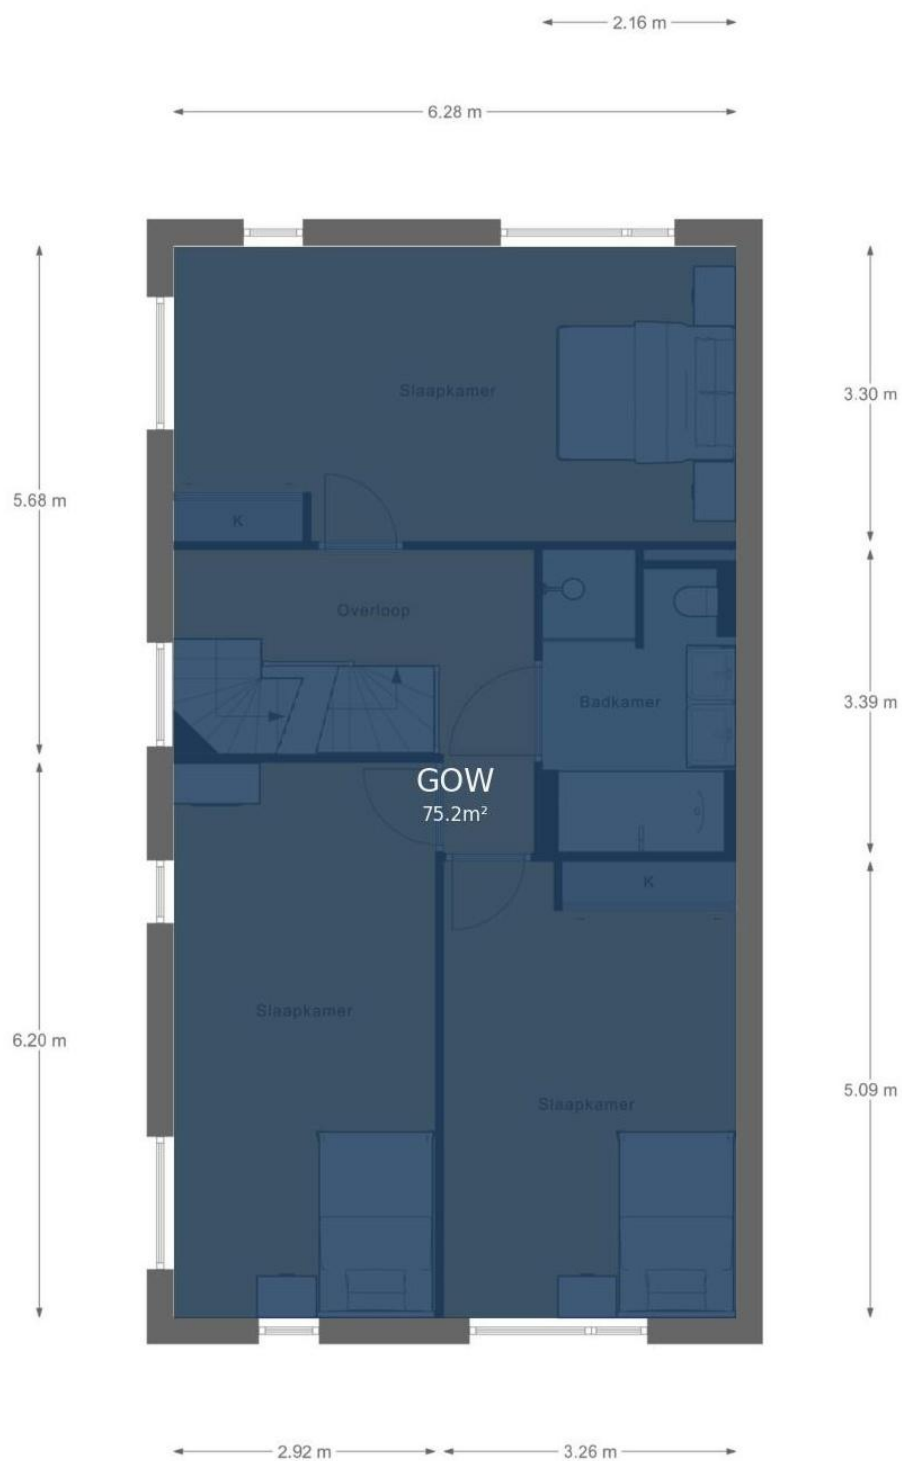 2.16 m
6.28 m
Slaapkamer
3.30 m
5.68 m
K
Overloop
Badkamer
3.39 m
GOW
75.2m²
K
Slaapkamer
6.20 m
5.09 m
Slaapkamer
2.92 m
3.26 m